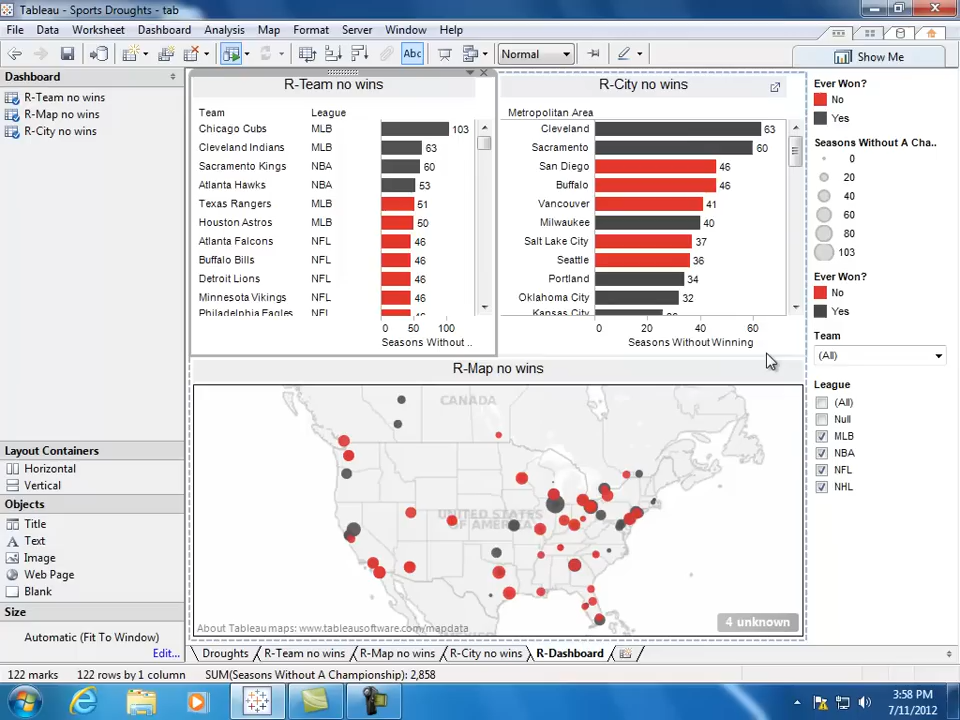 Tableau - Sports Droughts - tab
File Data Worksheet Dashboard Analysis Map Format Server Window Help
Abc Normal Show Me
Dashboard
R-Team no wins
R-Map no wins
R-City no wins
Layout Containers
Horizontal
Vertical
Objects
Title
Text
Image
Web Page
Blank
Size
Automatic (Fit To Window)
Edit...
R-Team no wins
Team League
Chicago Cubs MLB 103
Cleveland Indians MLB 63
Sacramento Kings NBA 60
Atlanta Hawks NBA 53
Texas Rangers MLB 51
Houston Astros MLB 50
Atlanta Falcons NFL 46
Buffalo Bills NFL 46
Detroit Lions NFL 46
Minnesota Vikings NFL 46
Philadelphia Eagles NFL 46
0 50 100
Seasons Without ..
R-City no wins
Metropolitan Area
Cleveland 63
Sacramento 60
San Diego 46
Buffalo 46
Vancouver 41
Milwaukee 40
Salt Lake City 37
Seattle 36
Portland 34
Oklahoma City 32
Kansas City
0 20 40 60
Seasons Without Winning
R-Map no wins
CANADA
UNITED STATES
OF AMERICA
About Tableau maps: www.tableausoftware.com/mapdata
4 unknown
Ever Won?
No
Yes
Seasons Without A Cha..
0
20
40
60
80
103
Ever Won?
No
Yes
Team
(All)
League
(All)
Null
MLB
NBA
NFL
NHL
Droughts R-Team no wins R-Map no wins R-City no wins R-Dashboard
122 marks 122 rows by 1 column SUM(Seasons Without A Championship): 2,858
3:58 PM
7/11/2012